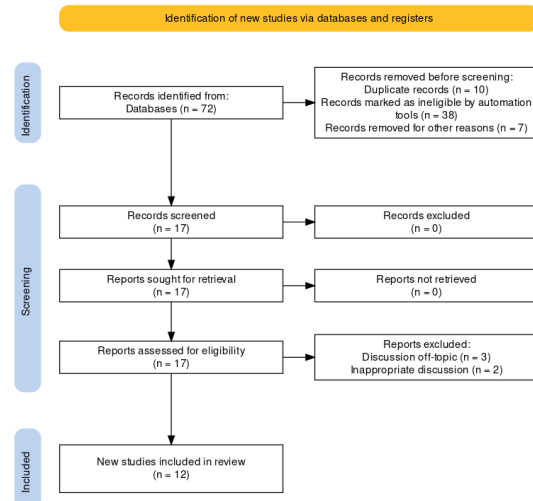 Identification of new studies via databases and registers
Identification
Records identified from:
Databases (n = 72)
Records removed before screening:
Duplicate records (n = 10)
Records marked as ineligible by automation
tools (n = 38)
Records removed for other reasons (n = 7)
Screening
Records screened
(n = 17)
Records excluded
(n = 0)
Reports sought for retrieval
(n = 17)
Reports not retrieved
(n = 0)
Reports assessed for eligibility
(n = 17)
Reports excluded:
Discussion off-topic (n = 3)
Inappropriate discussion (n = 2)
Included
New studies included in review
(n = 12)